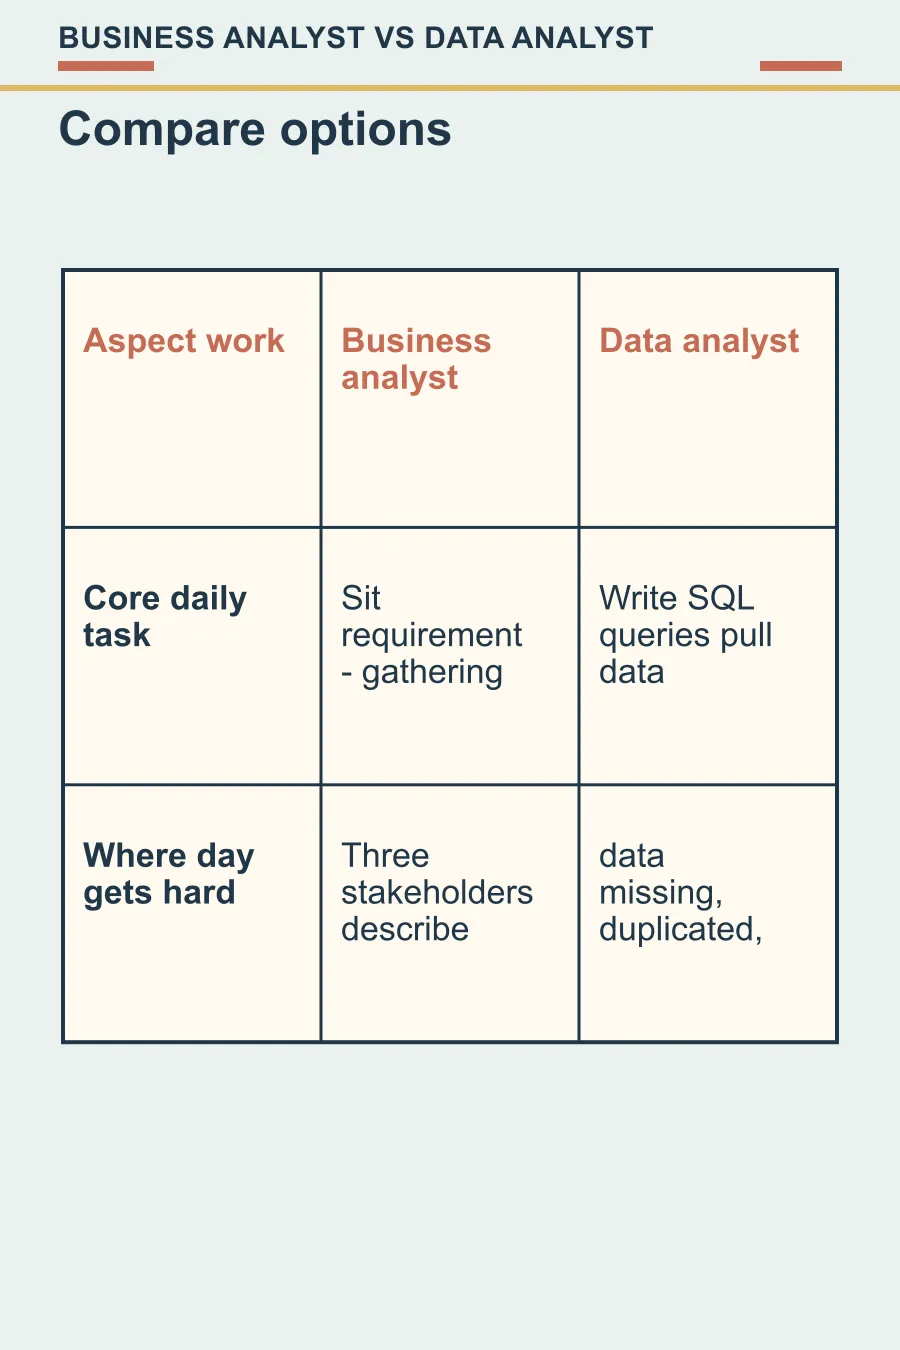 BUSINESS ANALYST VS DATA ANALYST
Compare options
Aspect work
Business
analyst
Data analyst
Core daily
task
Sit
requirement
- gathering
Write SQL
queries pull
data
Where day
gets hard
Three
stakeholders
describe
data
missing,
duplicated,